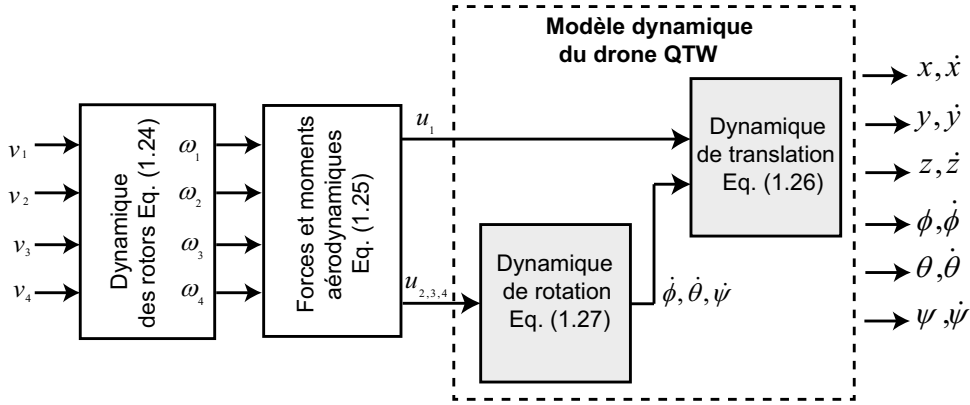 Modèle dynamique
du drone QTW
v₁
v₂
v₃
v₄
Dynamique
des rotors Eq. (1.24)
ω₁
ω₂
ω₃
ω₄
Forces et moments
aérodynamiques
Eq. (1.25)
u₁
u₂,₃,₄
Dynamique
de rotation
Eq. (1.27)
ϕ̇, θ̇, ψ̇
Dynamique
de translation
Eq. (1.26)
x, ẋ
y, ẏ
z, ż
ϕ, ϕ̇
θ, θ̇
ψ, ψ̇